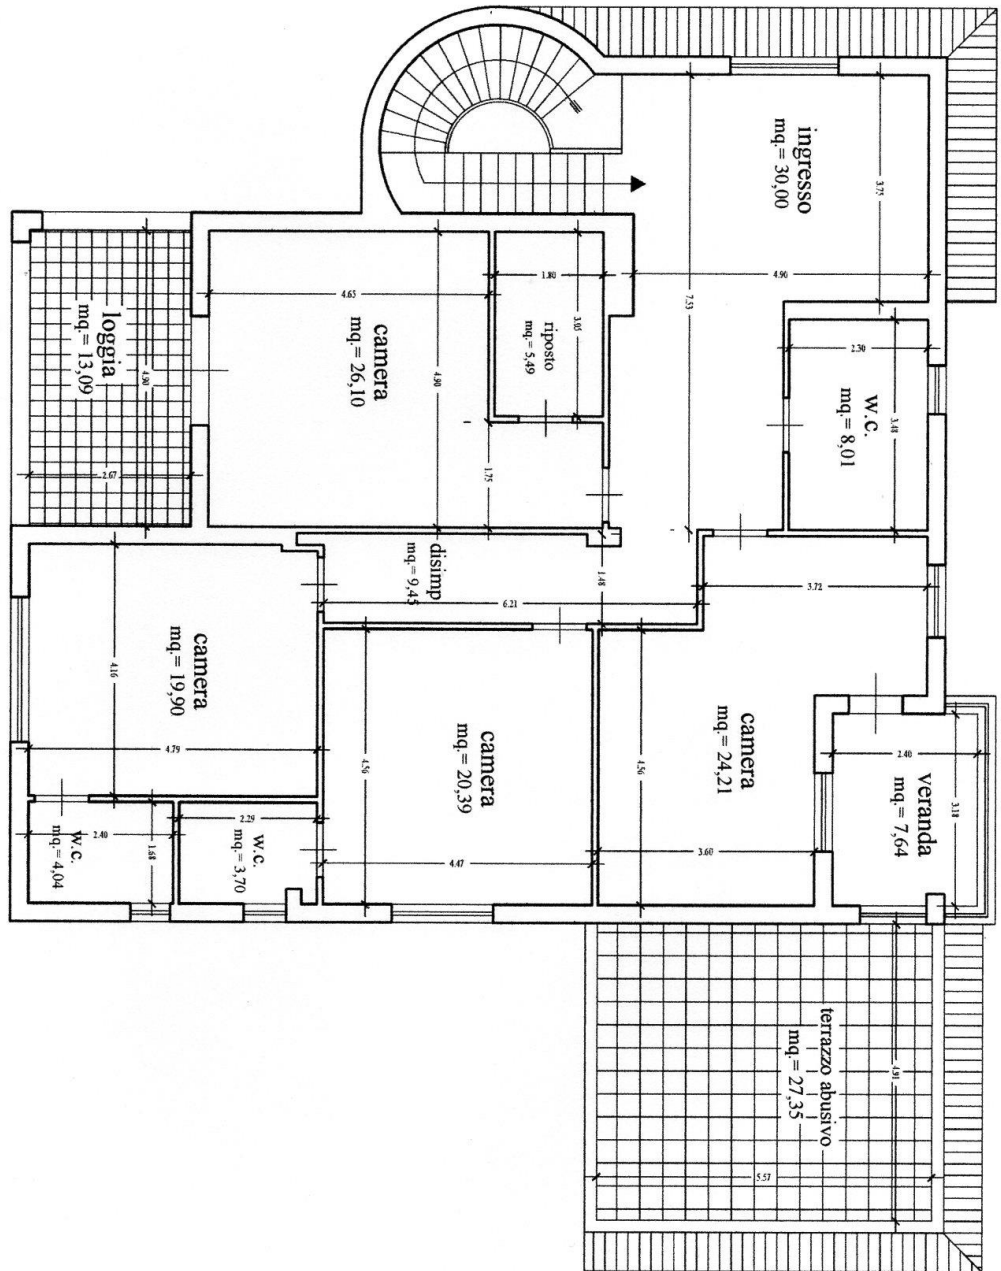 ingresso
mq.= 30,00
3.75
4.90
7.53
riposto
mq.= 5,49
1.80
3.05
camera
mq.= 26,10
4.65
4.90
1.75
loggia
mq.= 13,09
4.90
2.67
w.c.
mq.= 8,01
2.30
3.48
disimp
mq.= 9,45
1.48
6.21
camera
mq.= 19,90
4.16
4.79
camera
mq.= 20,39
4.56
4.47
camera
mq.= 24,21
3.72
4.56
3.60
veranda
mq.= 7,64
2.40
3.18
w.c.
mq.= 3,70
2.29
w.c.
mq.= 4,04
2.40
1.68
terrazzo abusivo
mq.= 27,35
4.91
5.57